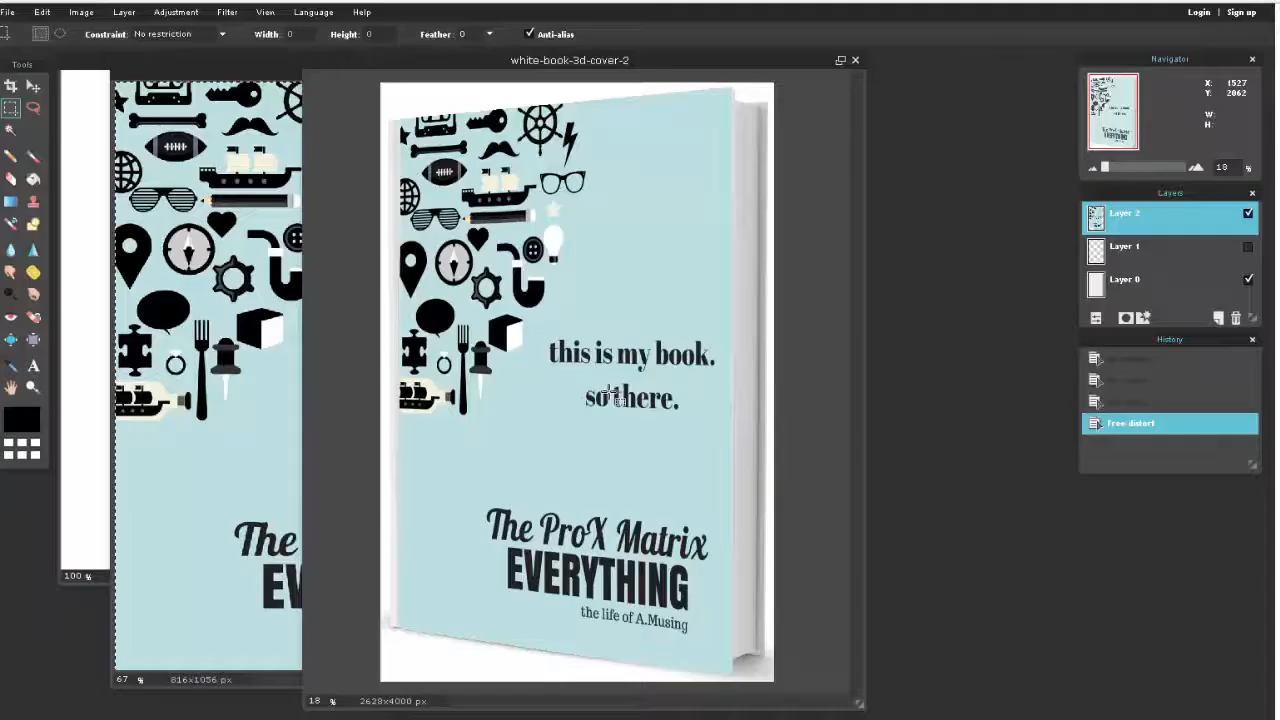 File Edit Image Layer Adjustment Filter View Language Help Login | Sign up
Constraint: No restriction Width: 0 Height: 0 Feather: 0 Anti-alias
Tools
white-book-3d-cover-2
Navigator
X: 1527
Y: 2062
W:
H:
18 %
Layers
Layer 2
Layer 1
Layer 0
History
Free distort
this is my book.
so there.
The ProX Matrix
EVERYTHING
the life of A.Musing
The
EV
100 %
67 % 816x1056 px
18 % 2628x4000 px